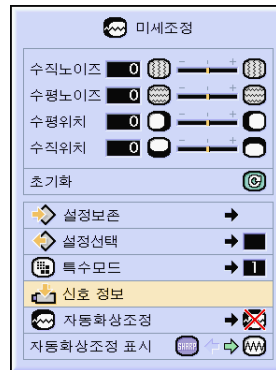 미세조정
수직노이즈 0 - +
수평노이즈 0 - +
수평위치 0 - +
수직위치 0 - +
초기화 C
설정보존
설정선택
특수모드 1
신호 정보
자동화상조정
자동화상조정 표시 SHARP